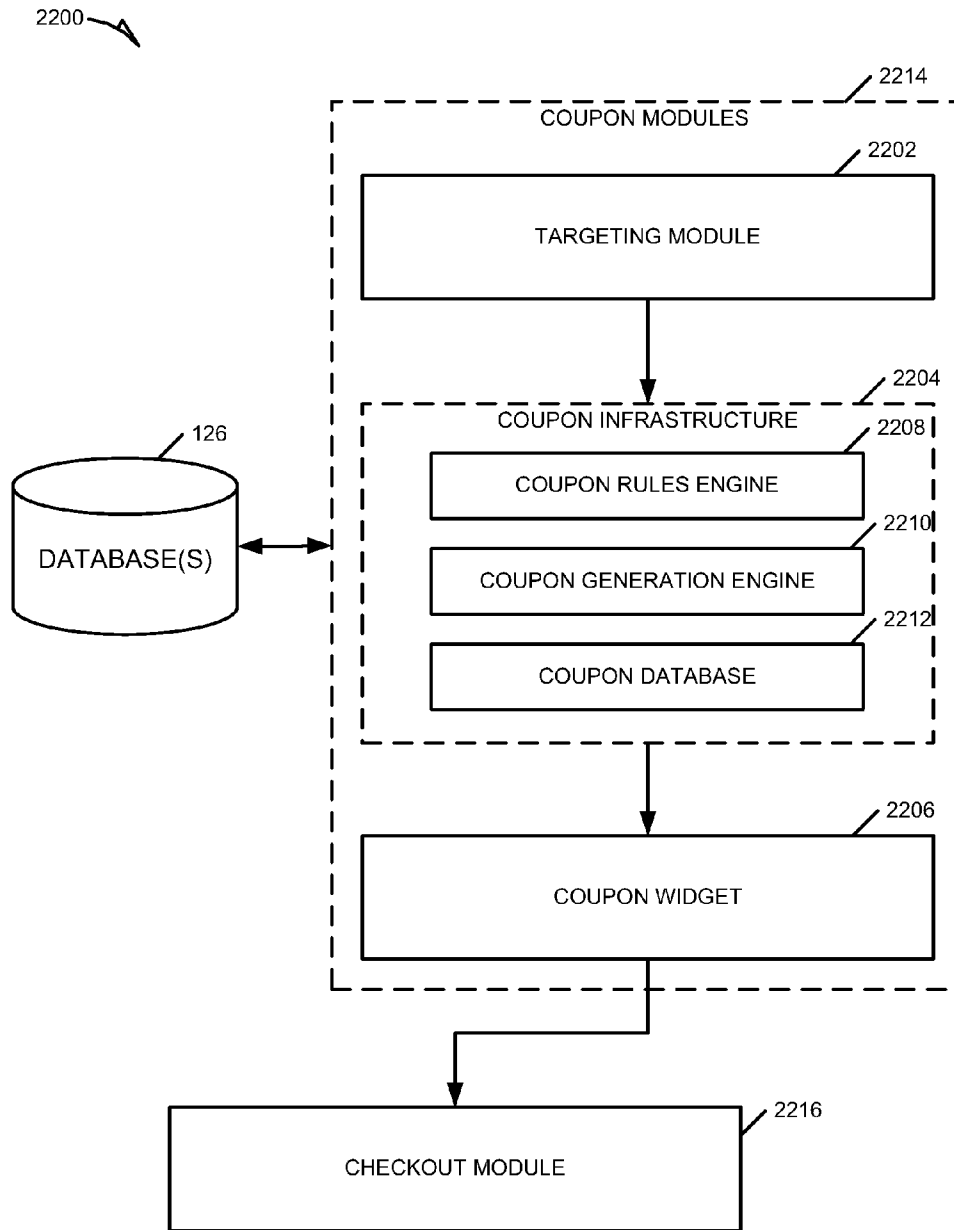 2200
2214
COUPON MODULES
2202
TARGETING MODULE
2204
COUPON INFRASTRUCTURE
2208
COUPON RULES ENGINE
126
2210
DATABASE(S)
COUPON GENERATION ENGINE
2212
COUPON DATABASE
2206
COUPON WIDGET
2216
CHECKOUT MODULE